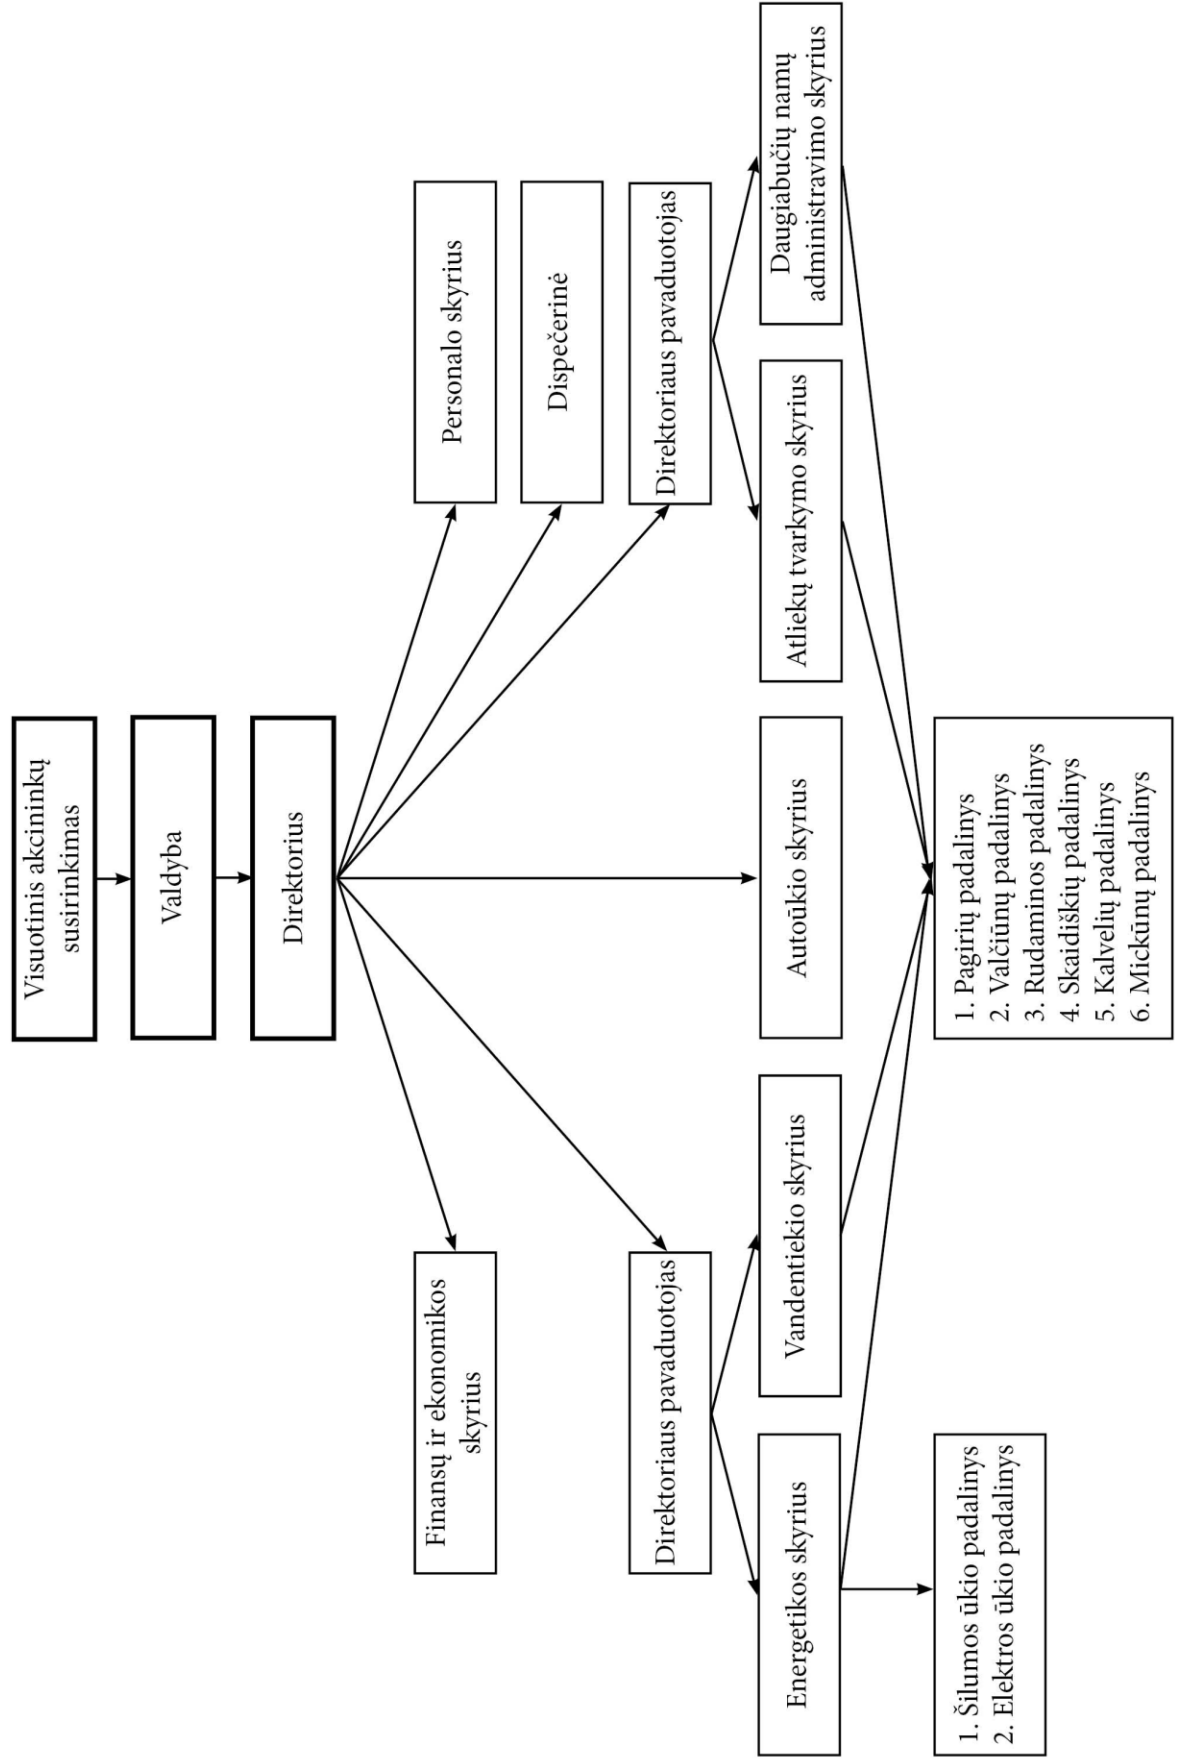 Visuotinis akcininkų
susirinkimas
Valdyba
Direktorius
Finansų ir ekonomikos
skyrius
Personalo skyrius
Dispečerinė
Direktoriaus pavaduotojas
Direktoriaus pavaduotojas
Energetikos skyrius
Vandentiekio skyrius
Autoūkio skyrius
Atliekų tvarkymo skyrius
Daugiabučių namų
administravimo skyrius
1. Šilumos ūkio padalinys
2. Elektros ūkio padalinys
1. Pagirių padalinys
2. Valčiūnų padalinys
3. Rudaminos padalinys
4. Skaidiškių padalinys
5. Kalvelių padalinys
6. Mickūnų padalinys